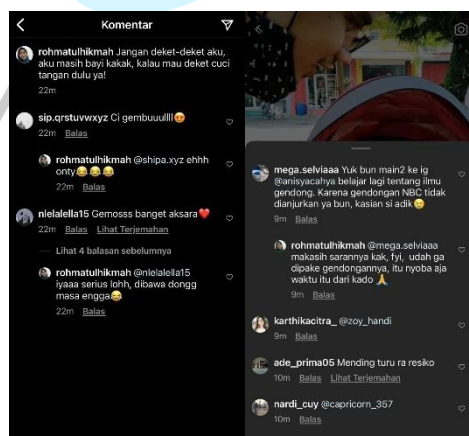 Komentar
rohmatulhikmah Jangan deket-deket aku,
aku masih bayi kakak, kalau mau deket cuci
tangan dulu ya!
22m
sip.qrstuvwxyz Ci gembuuullll😍
22m Balas
rohmatulhikmah @shipa.xyz ehhh
onty😂😂😂
22m Balas
nlelalella15 Gemosss banget aksara❤️
22m Balas Lihat Terjemahan
Lihat 4 balasan sebelumnya
rohmatulhikmah @nlelalella15
iyaaa serius lohh, dibawa dongg
masa engga😂
22m Balas
mega.selviaaa Yuk bun main2 ke ig
@anisyacahya belajar lagi tentang ilmu
gendong. Karena gendongan NBC tidak
dianjurkan ya bun, kasian si adik😢
9m Balas
rohmatulhikmah @mega.selviaaa
makasih sarannya kak, fyi, udah ga
dipake gendongannya, itu nyoba aja
waktu itu dari kado 🙏
9m Balas
karthikacitra_ @zoy_handi
9m Balas
ade_prima05 Mending turu ra resiko
10m Balas Lihat Terjemahan
nardi_cuy @capricorn_357
10m Balas